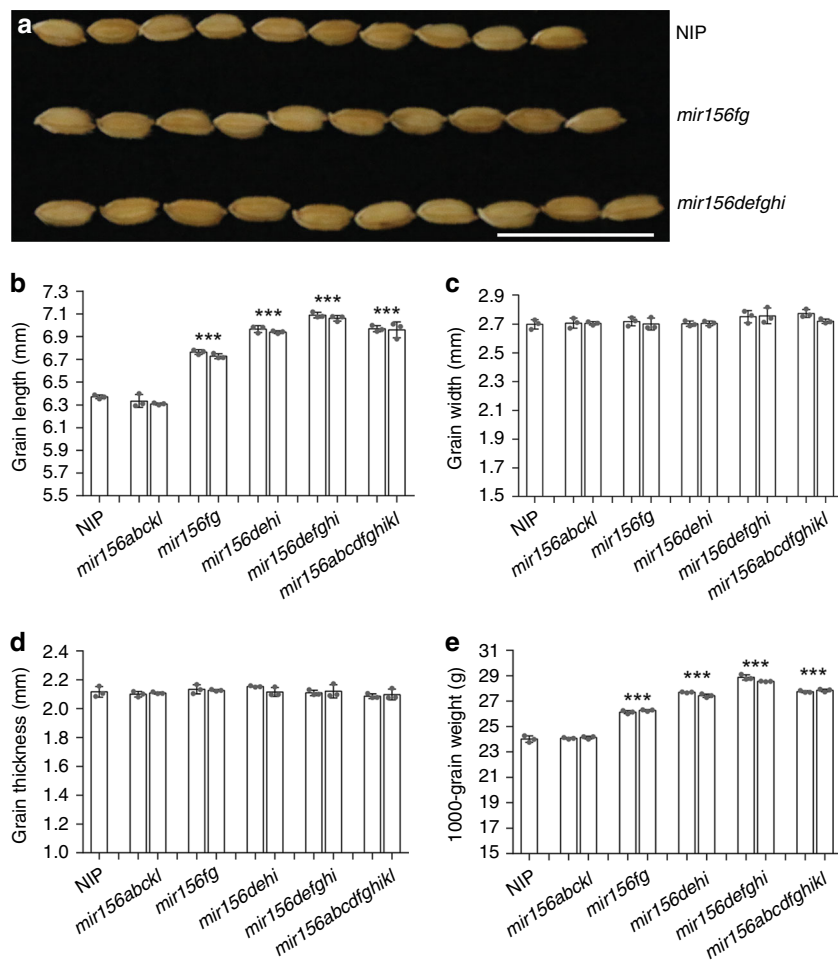 a
NIP
mir156fg
mir156defghi
b
Grain length (mm)
7.3
7.1
6.9
6.7
6.5
6.3
6.1
5.9
5.7
5.5
***
***
***
***
NIP
mir156abckl
mir156fg
mir156dehi
mir156defghi
mir156abcdfghikl
c
Grain width (mm)
2.9
2.7
2.5
2.3
2.1
1.9
1.7
1.5
NIP
mir156abckl
mir156fg
mir156dehi
mir156defghi
mir156abcdfghikl
d
Grain thickness (mm)
2.4
2.2
2.0
1.8
1.6
1.4
1.2
1.0
NIP
mir156abckl
mir156fg
mir156dehi
mir156defghi
mir156abcdfghikl
e
1000-grain weight (g)
31
29
27
25
23
21
19
17
15
***
***
***
***
NIP
mir156abckl
mir156fg
mir156dehi
mir156defghi
mir156abcdfghikl